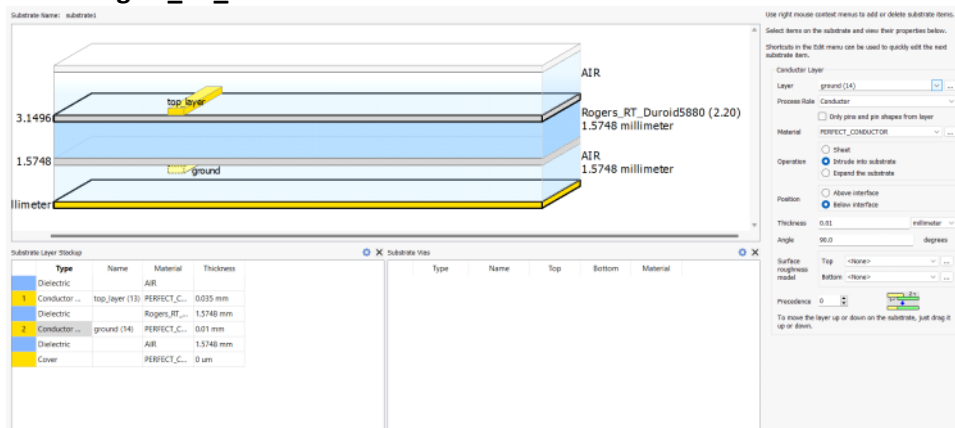 Substrate Name: substrate1
AIR
top_layer
3.1496
Rogers_RT_Duroid5880 (2.20)
1.5748 millimeter
1.5748
AIR
ground
1.5748 millimeter
llimeter
Substrate Layer Stackup
Type Name Material Thickness
Dielectric AIR
1 Conductor ... top_layer (13) PERFECT_C... 0.035 mm
Dielectric Rogers_RT_... 1.5748 mm
2 Conductor ... ground (14) PERFECT_C... 0.01 mm
Dielectric AIR 1.5748 mm
Cover PERFECT_C... 0 um
Substrate Vias
Type Name Top Bottom Material
Use right mouse context menus to add or delete substrate items.
Select items on the substrate and view their properties below.
Shortcuts in the Edit menu can be used to quickly edit the next
substrate item.
Conductor Layer
Layer ground (14) ...
Process Role Conductor
Only pins and pin shapes from layer
Material PERFECT_CONDUCTOR ...
Operation
Sheet
Intrude into substrate
Expand the substrate
Position
Above interface
Below interface
Thickness 0.01 millimeter
Angle 90.0 degrees
Surface
roughness
model
Top <None> ...
Bottom <None> ...
Precedence 0
To move the layer up or down on the substrate, just drag it
up or down.